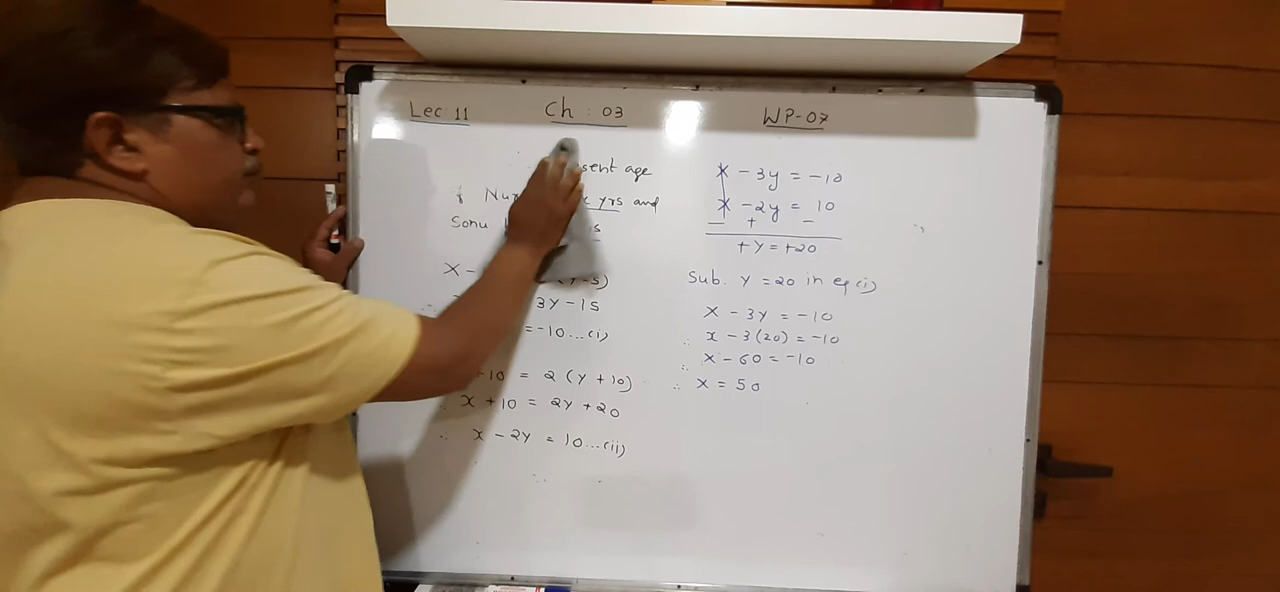 Lec: 11 Ch : 03 WP-07
sent age
yrs and
Sonu
X -
3Y - 15
= -10 ...(i)
-10 = 2 (Y + 10)
x + 10 = 2Y + 20
∴ x - 2Y = 10 ...(ii)
X - 3y = -10
X - 2y = 10
- + -
+ Y = +20
Sub. Y = 20 in eq (i)
X - 3Y = -10
∴ x - 3(20) = -10
∴ x - 60 = -10
∴ x = 50